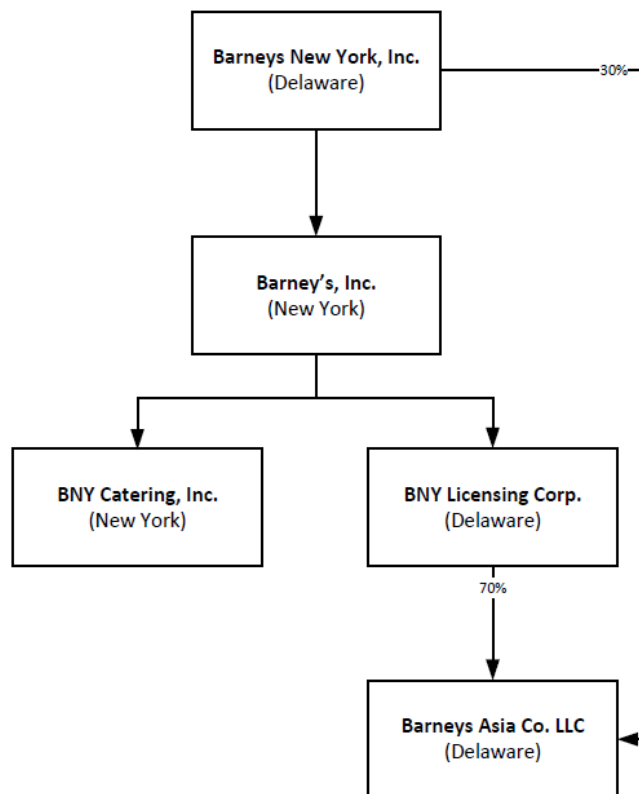 Barneys New York, Inc.
(Delaware)
30%
Barney’s, Inc.
(New York)
BNY Catering, Inc.
(New York)
BNY Licensing Corp.
(Delaware)
70%
Barneys Asia Co. LLC
(Delaware)